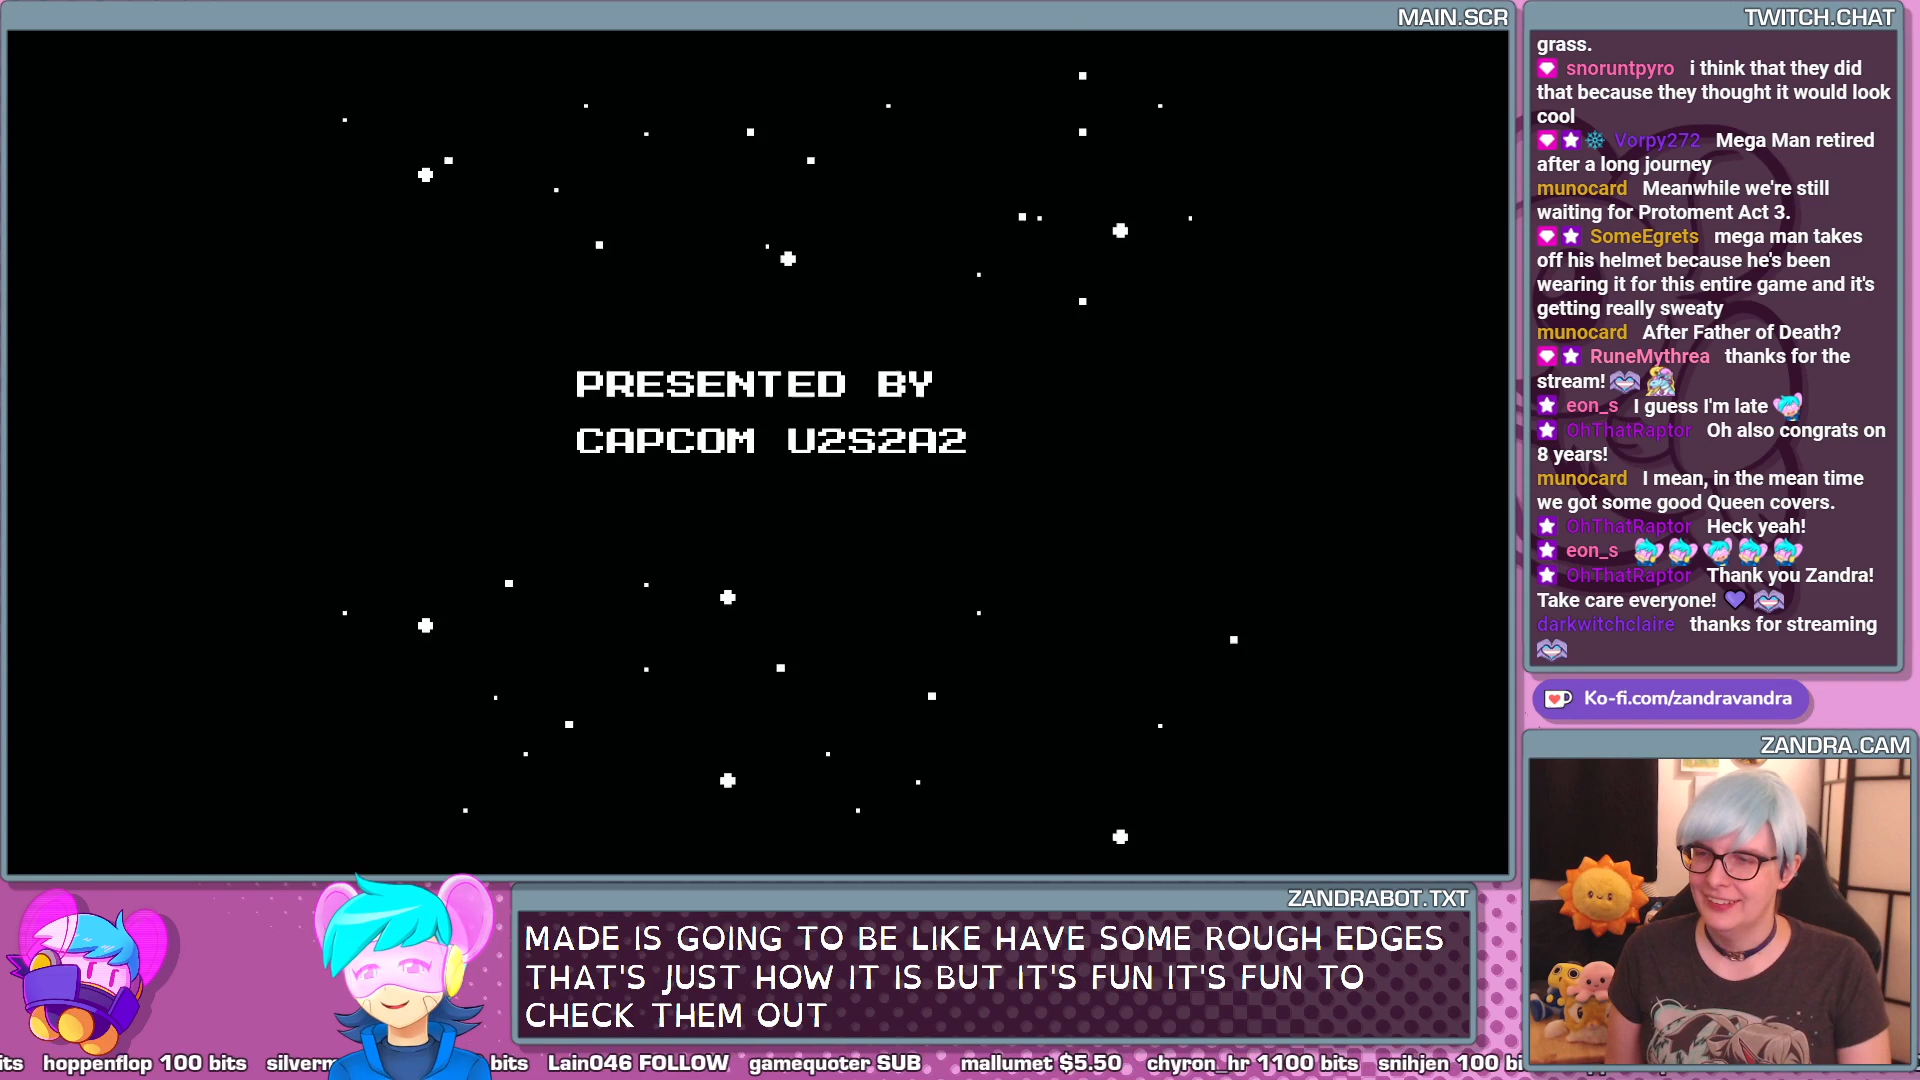 MAIN.SCR
PRESENTED BY
CAPCOM U2S2A2
TWITCH.CHAT
grass.
snoruntpyro i think that they did
that because they thought it would look
cool
Vorpy272 Mega Man retired
after a long journey
munocard Meanwhile we're still
waiting for Protoment Act 3.
SomeEgrets mega man takes
off his helmet because he's been
wearing it for this entire game and it's
getting really sweaty
munocard After Father of Death?
RuneMythrea thanks for the
stream!
eon_s I guess I'm late
OhThatRaptor Oh also congrats on
8 years!
munocard I mean, in the mean time
we got some good Queen covers.
OhThatRaptor Heck yeah!
eon_s
OhThatRaptor Thank you Zandra!
Take care everyone!
darkwitchclaire thanks for streaming
Ko-fi.com/zandravandra
ZANDRA.CAM
ZANDRABOT.TXT
MADE IS GOING TO BE LIKE HAVE SOME ROUGH EDGES
THAT'S JUST HOW IT IS BUT IT'S FUN IT'S FUN TO
CHECK THEM OUT
hoppenflop 100 bits bits Lain046 FOLLOW gamequoter SUB mallumet $5.50 chyron_hr 1100 bits snihjen 100